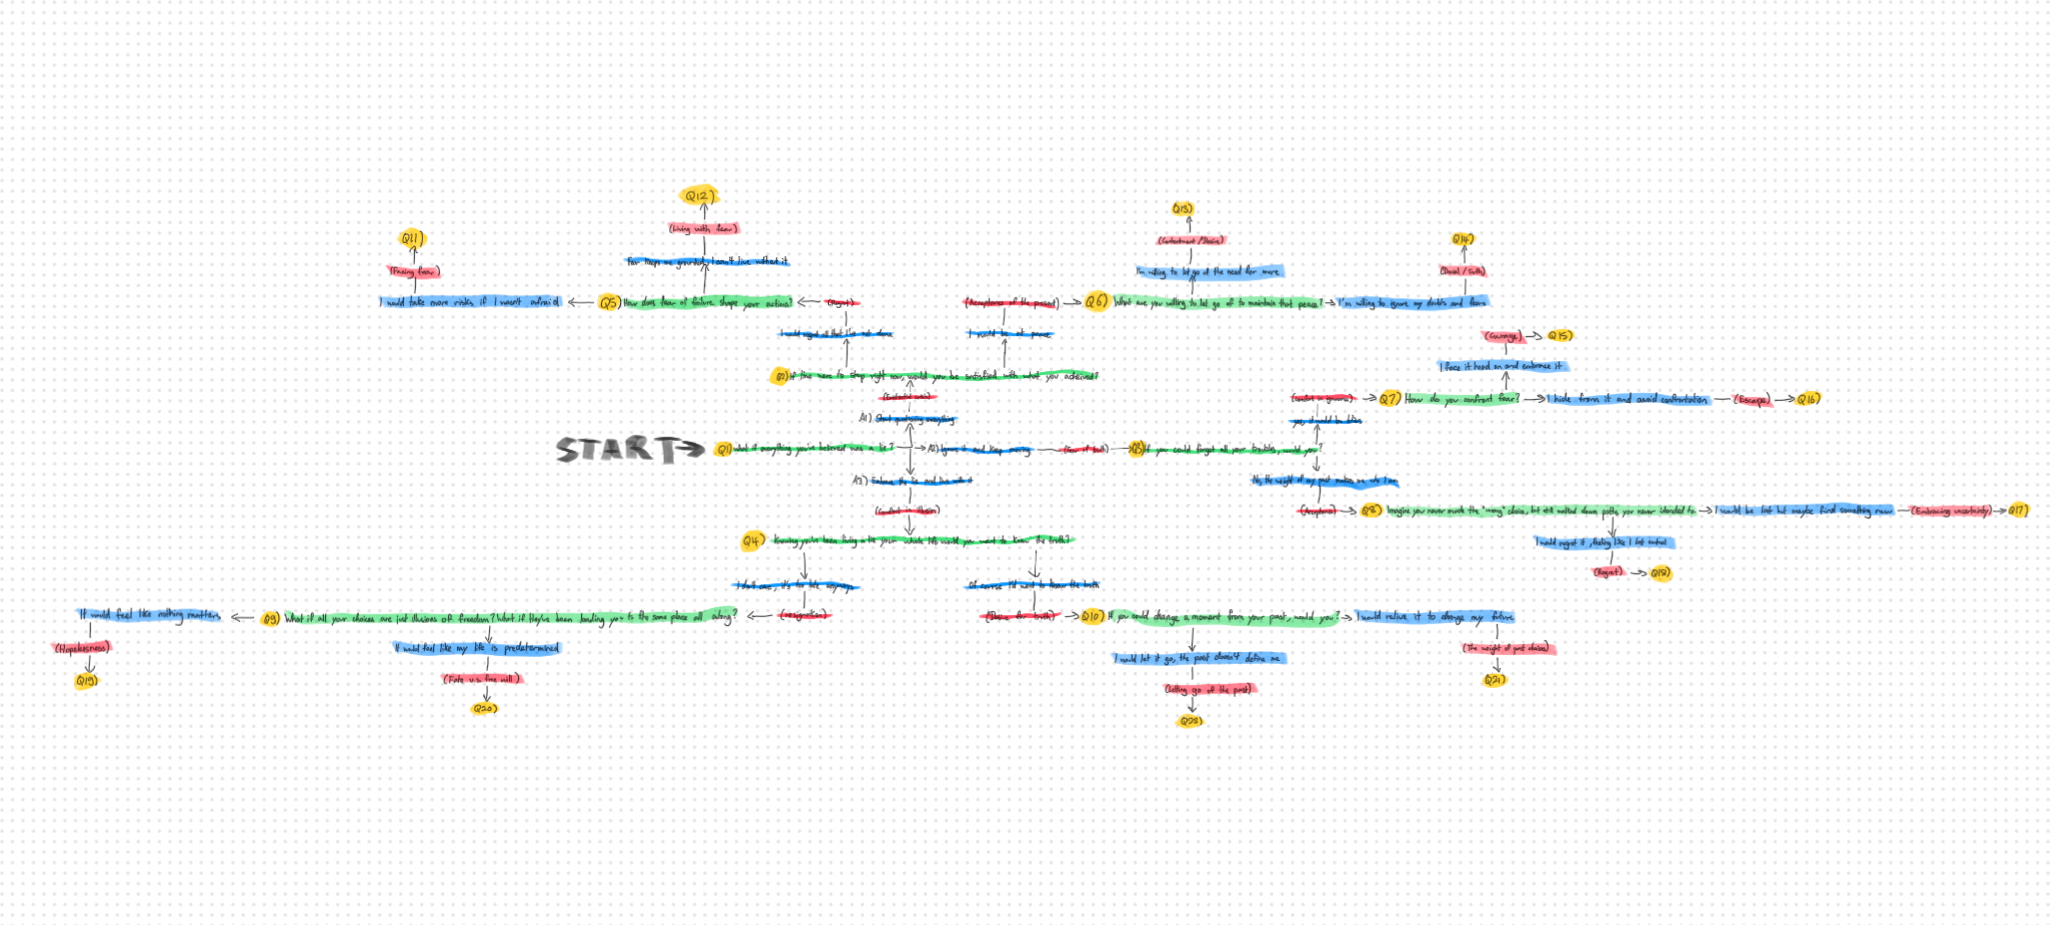 Q12)
(Living with fear)
Q11)
(Facing fear)
Fear keeps me grounded, I can't live without it
I would take more risks if I wasn't afraid
Q5) How does fear of failure shape your actions?
(Regret)
I would regret all that I've not done
Q13)
(Contentment / Desire)
I'm willing to let go of the need for more
(Acceptance of the present)
Q6) What are you willing to let go of to maintain that peace?
I'm willing to ignore my doubts and fears
Q14)
(Denial / Faith)
I would be at peace
Q2) If time were to stop right now, would you be satisfied with what you achieved?
(Existential crisis)
A1) Start questioning everything
START
Q1) What if everything you've believed was a lie?
A2) Ignore it and keep moving
(Fear of truth)
Q3) If you could forget all your troubles, would you?
Yes, it would be bliss
Q7) How do you confront fear?
I face it head on and embrace it
(Courage)
Q15)
I hide from it and avoid confrontation
(Escape)
Q16)
No, the weight of my past makes me who I am
(Acceptance)
Q8) Imagine you never made the "wrong" choice, but still walked down paths you never intended to
I would be lost but maybe find something new
(Embracing uncertainty)
Q17)
I would regret it, feeling like I lost control
(Regret)
Q18)
A3) Embrace the lie and live with it
(Comfort in illusion)
Q4) Knowing you've been living a lie your whole life would you want to know the truth?
I don't care, it's the life anyways
(resignation)
Q9) What if all your choices are just illusions of freedom? What if they've been leading you to the same place all along?
It would feel like nothing matters
(Hopelessness)
Q19)
It would feel like my life is predetermined
(Fate v.s free will)
Q20)
Of course I'd want to know the truth
(Desire for truth)
Q10) If you could change a moment from your past, would you?
I would relive it to change my future
(The weight of past choices)
Q21)
I would let it go, the past doesn't define me
(Letting go of the past)